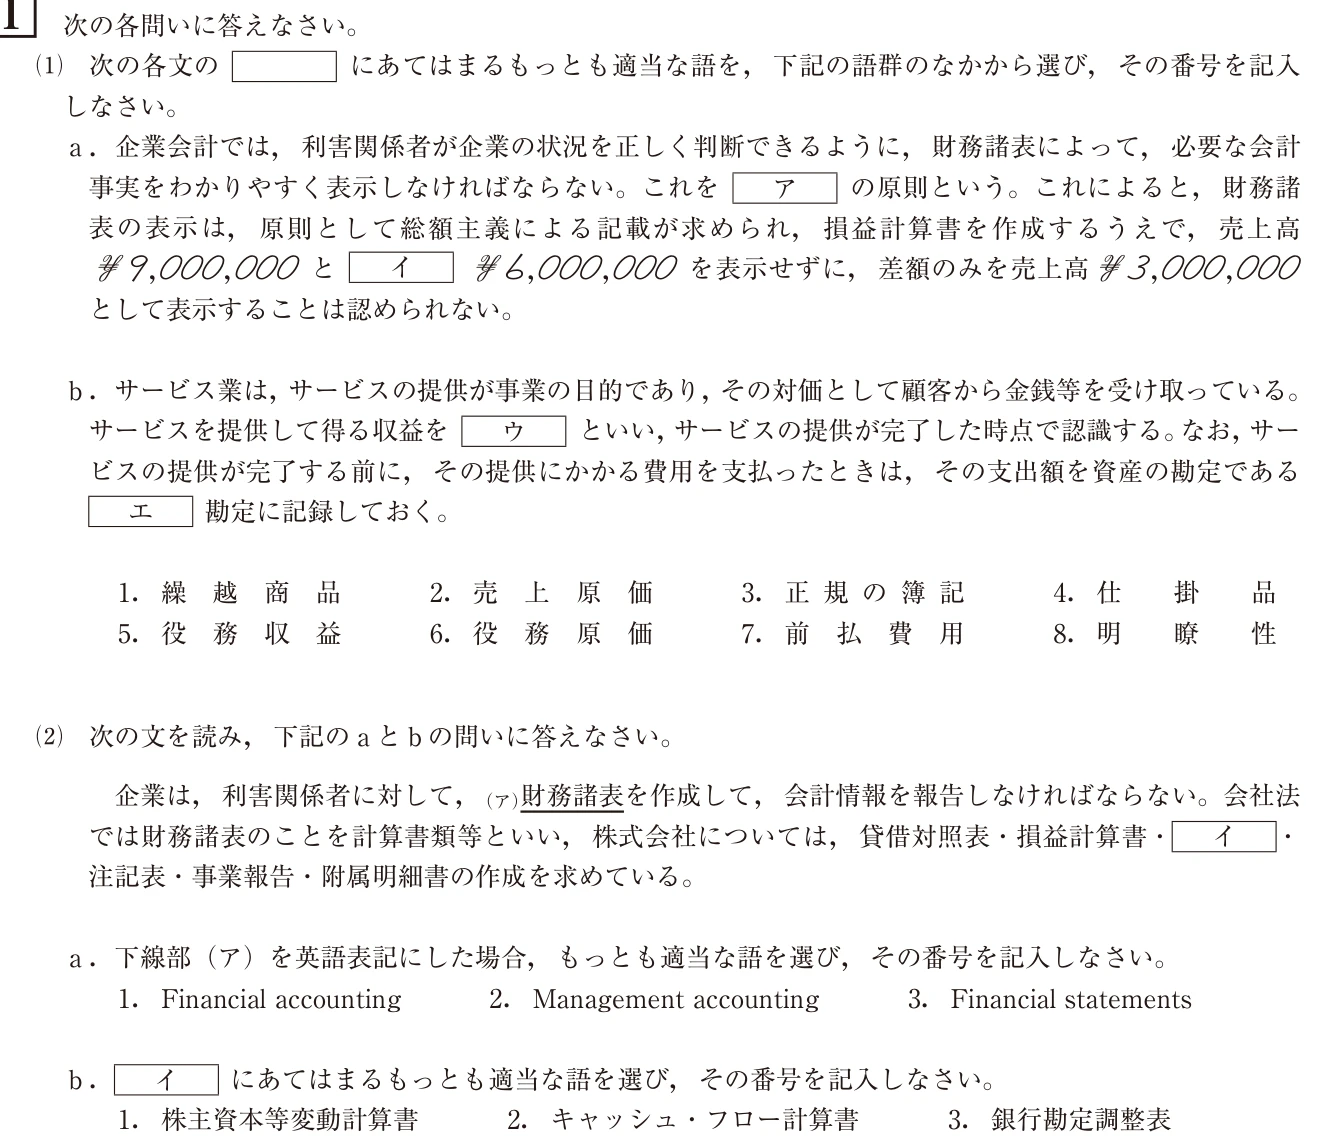 1 次の各問いに答えなさい。
⑴ 次の各文の　　　にあてはまるもっとも適当な語を，下記の語群のなかから選び，その番号を記入
しなさい。
a．企業会計では，利害関係者が企業の状況を正しく判断できるように，財務諸表によって，必要な会計
事実をわかりやすく表示しなければならない。これを ア の原則という。これによると，財務諸
表の表示は，原則として総額主義による記載が求められ，損益計算書を作成するうえで，売上高
¥9,000,000 と イ ¥6,000,000 を表示せずに，差額のみを売上高 ¥3,000,000
として表示することは認められない。
b．サービス業は，サービスの提供が事業の目的であり，その対価として顧客から金銭等を受け取っている。
サービスを提供して得る収益を ウ といい，サービスの提供が完了した時点で認識する。なお，サー
ビスの提供が完了する前に，その提供にかかる費用を支払ったときは，その支出額を資産の勘定である
エ 勘定に記録しておく。
1．繰越商品 2．売上原価 3．正規の簿記 4．仕掛品
5．役務収益 6．役務原価 7．前払費用 8．明瞭性
⑵ 次の文を読み，下記のaとbの問いに答えなさい。
企業は，利害関係者に対して，(ア)財務諸表を作成して，会計情報を報告しなければならない。会社法
では財務諸表のことを計算書類等といい，株式会社については，貸借対照表・損益計算書・ イ ・
注記表・事業報告・附属明細書の作成を求めている。
a．下線部（ア）を英語表記にした場合，もっとも適当な語を選び，その番号を記入しなさい。
1．Financial accounting 2．Management accounting 3．Financial statements
b． イ にあてはまるもっとも適当な語を選び，その番号を記入しなさい。
1．株主資本等変動計算書 2．キャッシュ・フロー計算書 3．銀行勘定調整表